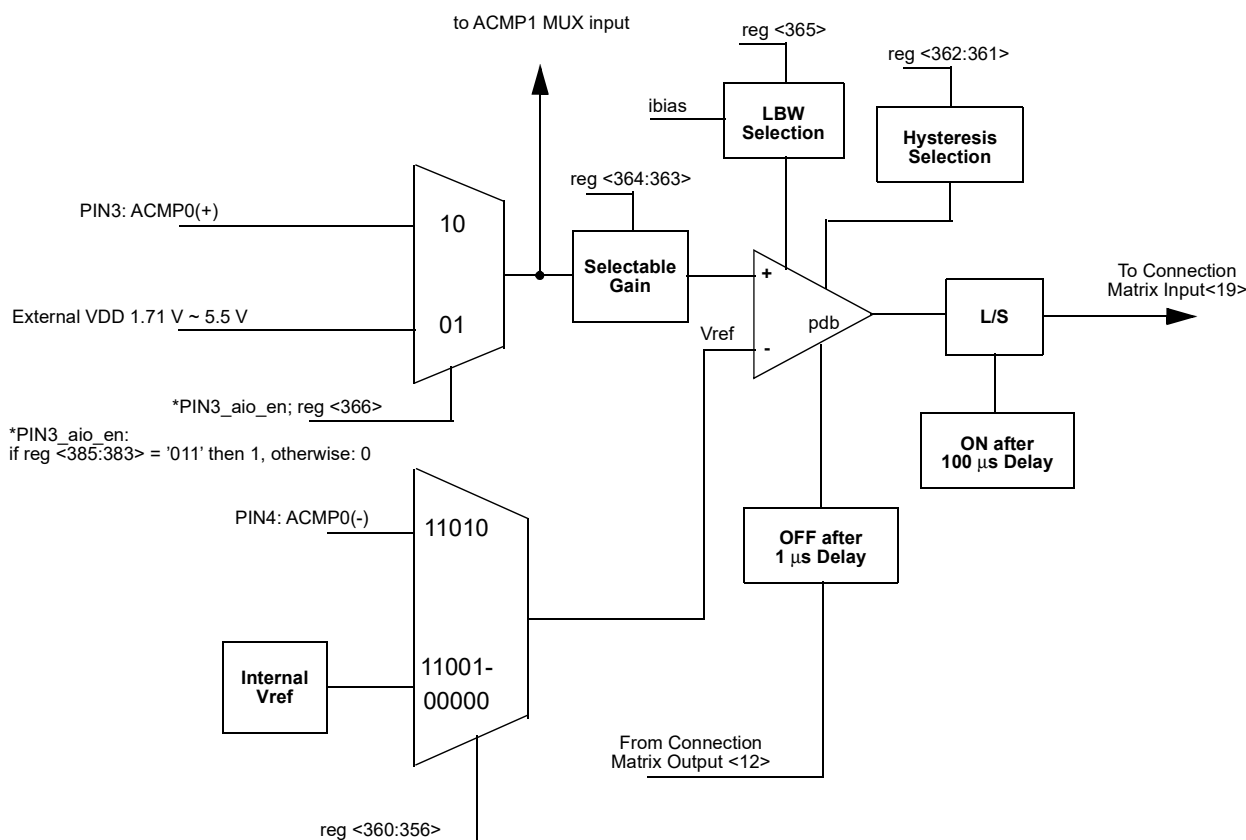 to ACMP1 MUX input
reg <365>
reg <362:361>
ibias
LBW
Selection
Hysteresis
Selection
reg <364:363>
PIN3: ACMP0(+)
10
Selectable
Gain
+
To Connection
Matrix Input<19>
External VDD 1.71 V ~ 5.5 V
01
Vref
-
pdb
L/S
*PIN3_aio_en; reg <366>
*PIN3_aio_en:
if reg <385:383> = '011' then 1, otherwise: 0
ON after
100 μs Delay
PIN4: ACMP0(-)
11010
OFF after
1 μs Delay
Internal
Vref
11001-
00000
From Connection
Matrix Output <12>
reg <360:356>